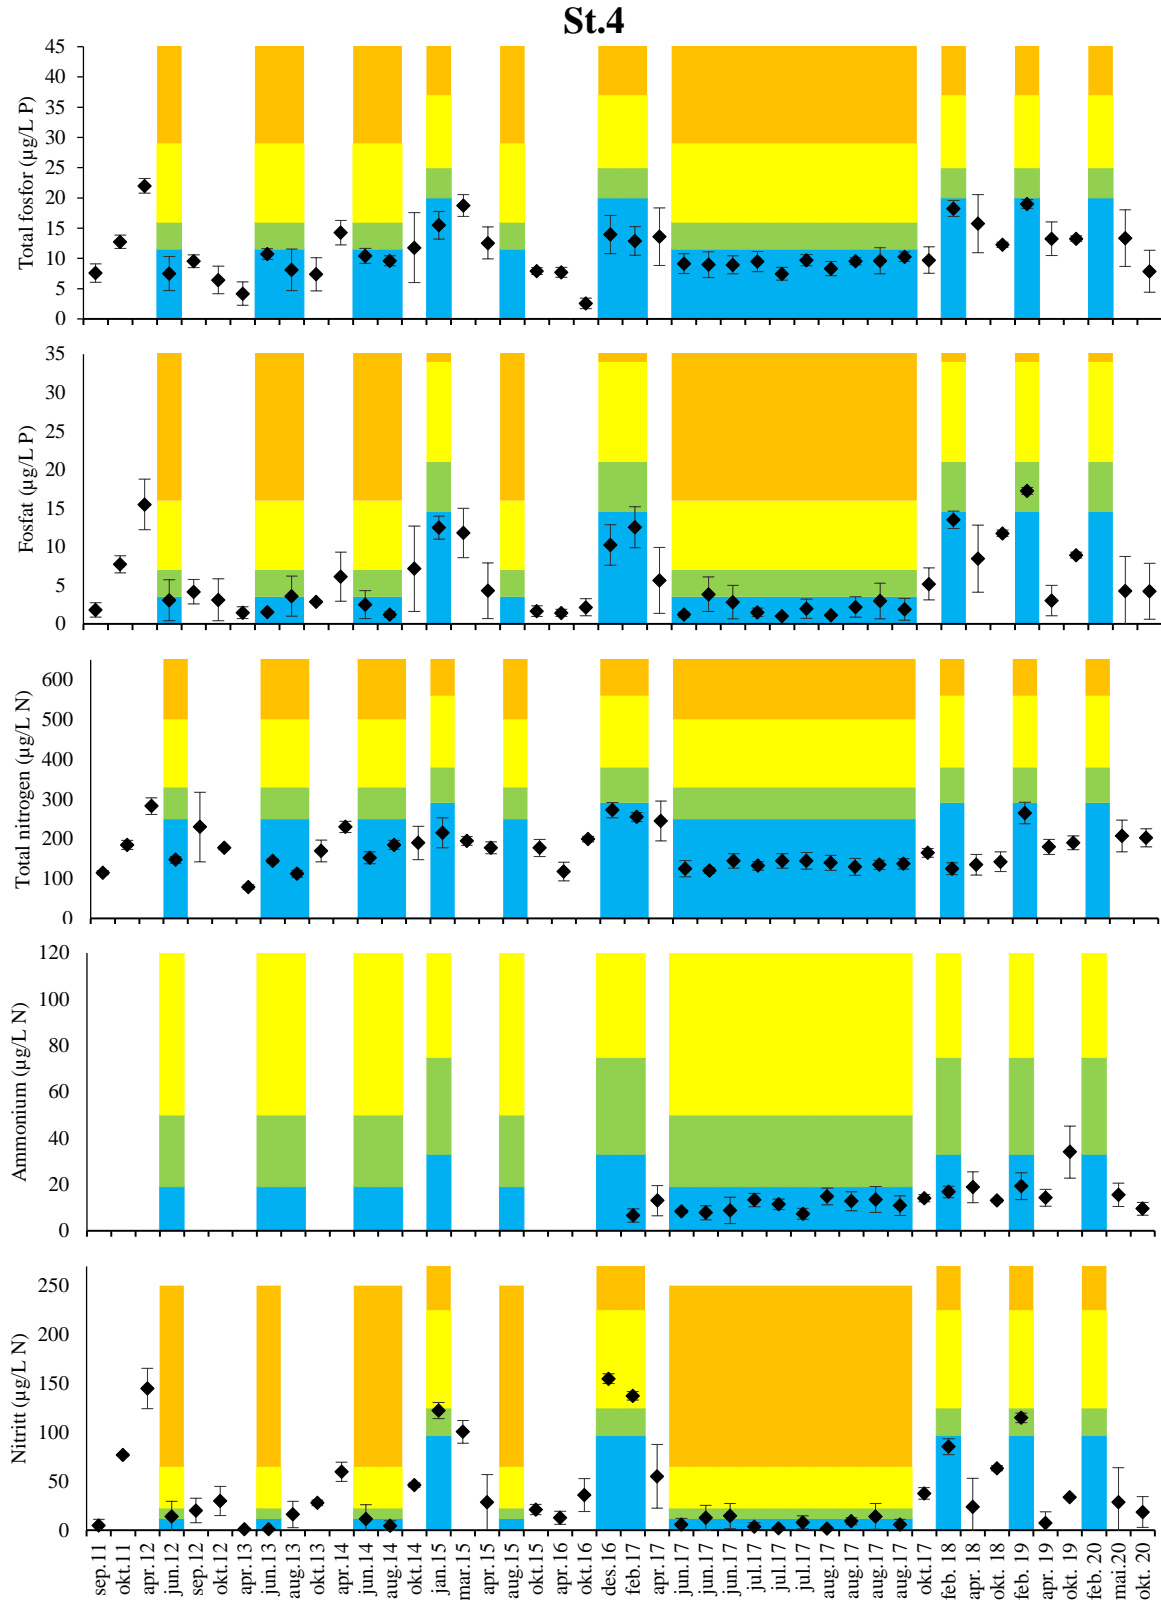 St.4
45
40
35
30
25
20
15
10
5
0
Total fosfor (µg/L P)
35
30
25
20
15
10
5
0
Fosfat (µg/L P)
600
500
400
300
200
100
0
Total nitrogen (µg/L N)
120
100
80
60
40
20
0
Ammonium (µg/L N)
250
200
150
100
50
0
Nitritt (µg/L N)
sep.11
okt.11
apr.12
jun.12
sep.12
okt.12
apr.13
jun.13
aug.13
okt.13
apr.14
jun.14
aug.14
okt.14
jan.15
mar.15
apr.15
aug.15
okt.15
apr.16
okt.16
des.16
feb.17
apr.17
jun.17
jun.17
jun.17
jul.17
jul.17
jul.17
aug.17
aug.17
aug.17
aug.17
okt.17
feb. 18
apr. 18
okt. 18
feb. 19
apr. 19
okt. 19
feb. 20
mai.20
okt. 20